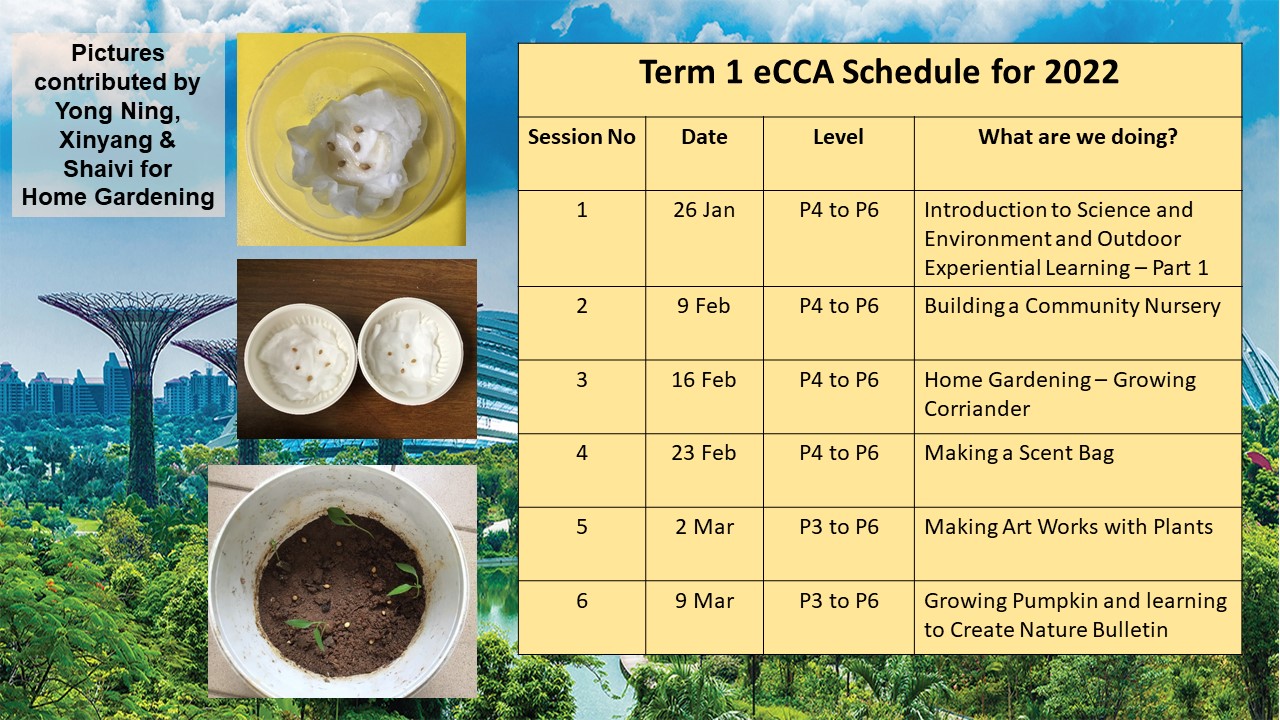 Pictures
contributed by
Yong Ning,
Xinyang &
Shaivi for
Home Gardening
Term 1 eCCA Schedule for 2022
Session No Date Level What are we doing?
1 26 Jan P4 to P6 Introduction to Science and
Environment and Outdoor
Experiential Learning – Part 1
2 9 Feb P4 to P6 Building a Community Nursery
3 16 Feb P4 to P6 Home Gardening – Growing
Corriander
4 23 Feb P4 to P6 Making a Scent Bag
5 2 Mar P3 to P6 Making Art Works with Plants
6 9 Mar P3 to P6 Growing Pumpkin and learning
to Create Nature Bulletin